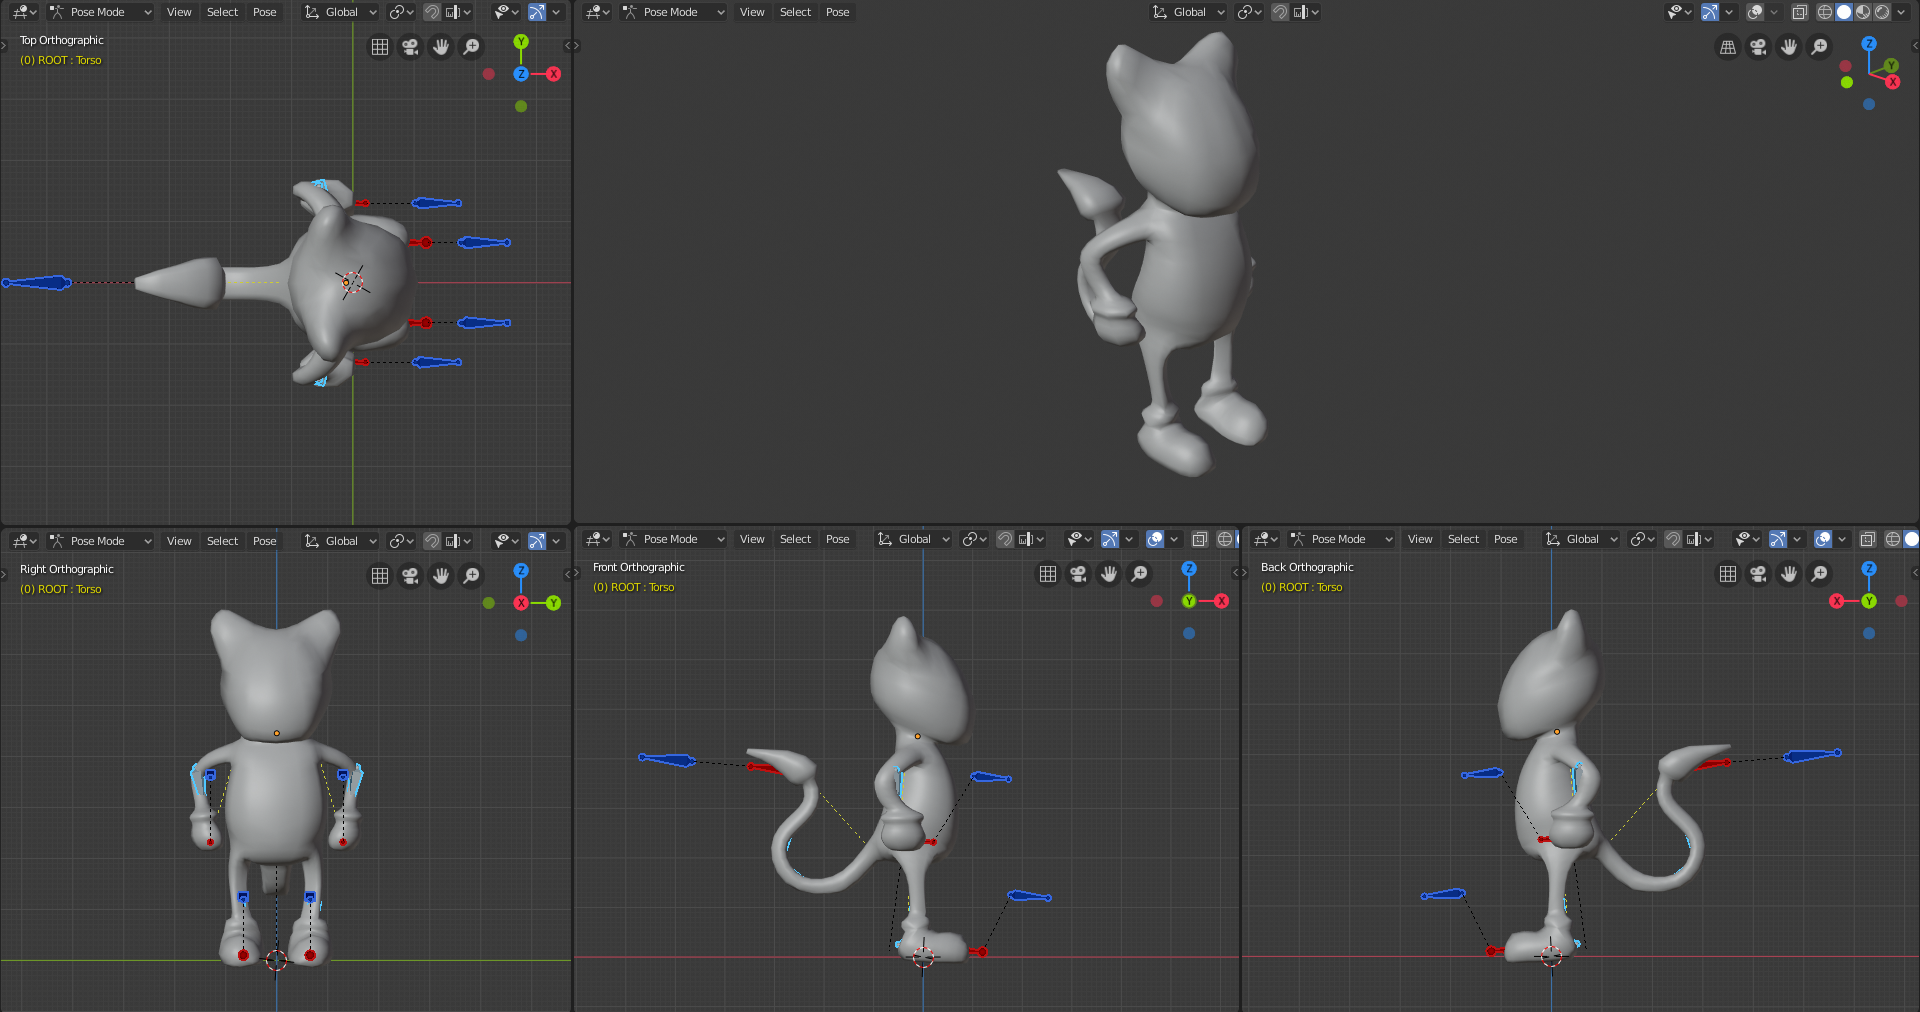 Pose Mode View Select Pose Global
Top Orthographic
(0) ROOT : Torso
Y
Z X
Pose Mode View Select Pose Global
Z
Y
X
Pose Mode View Select Pose Global
Right Orthographic
(0) ROOT : Torso
Z
X Y
Pose Mode View Select Pose Global
Front Orthographic
(0) ROOT : Torso
Z
Y X
Pose Mode View Select Pose Global
Back Orthographic
(0) ROOT : Torso
Z
X Y